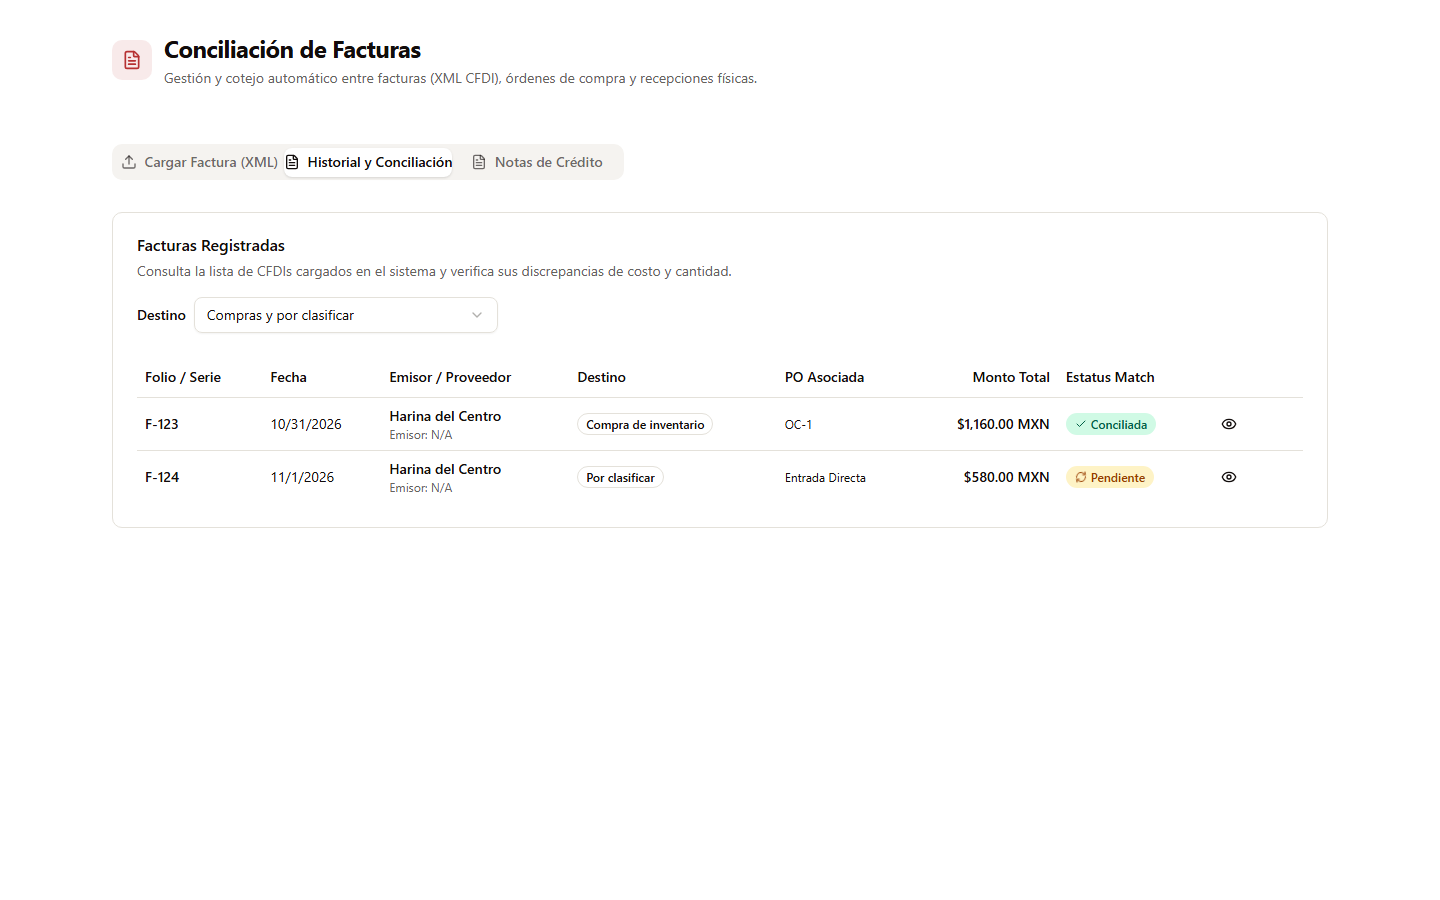 Conciliación de Facturas
Gestión y cotejo automático entre facturas (XML CFDI), órdenes de compra y recepciones físicas.
Cargar Factura (XML)
Historial y Conciliación
Notas de Crédito
Facturas Registradas
Consulta la lista de CFDIs cargados en el sistema y verifica sus discrepancias de costo y cantidad.
Destino
Compras y por clasificar
Folio / Serie Fecha Emisor / Proveedor Destino PO Asociada Monto Total Estatus Match
F-123 10/31/2026 Harina del Centro Compra de inventario OC-1 $1,160.00 MXN Conciliada
Emisor: N/A
F-124 11/1/2026 Harina del Centro Por clasificar Entrada Directa $580.00 MXN Pendiente
Emisor: N/A